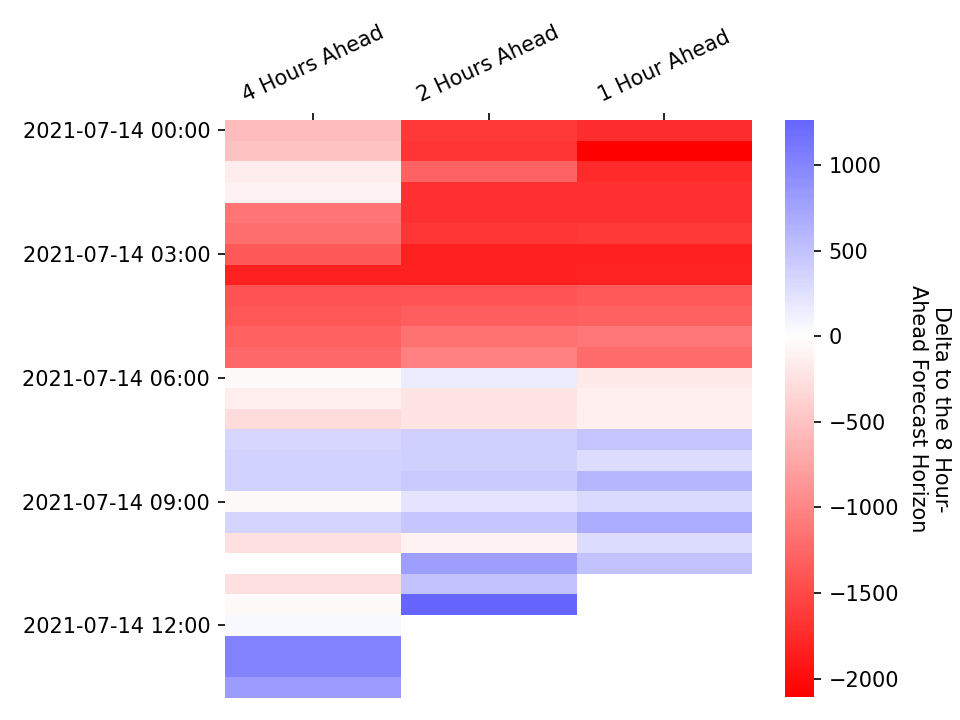 4 Hours Ahead
2 Hours Ahead
1 Hour Ahead
2021-07-14 00:00
2021-07-14 03:00
2021-07-14 06:00
2021-07-14 09:00
2021-07-14 12:00
1000
500
0
−500
−1000
−1500
−2000
Delta to the 8 Hour-
Ahead Forecast Horizon